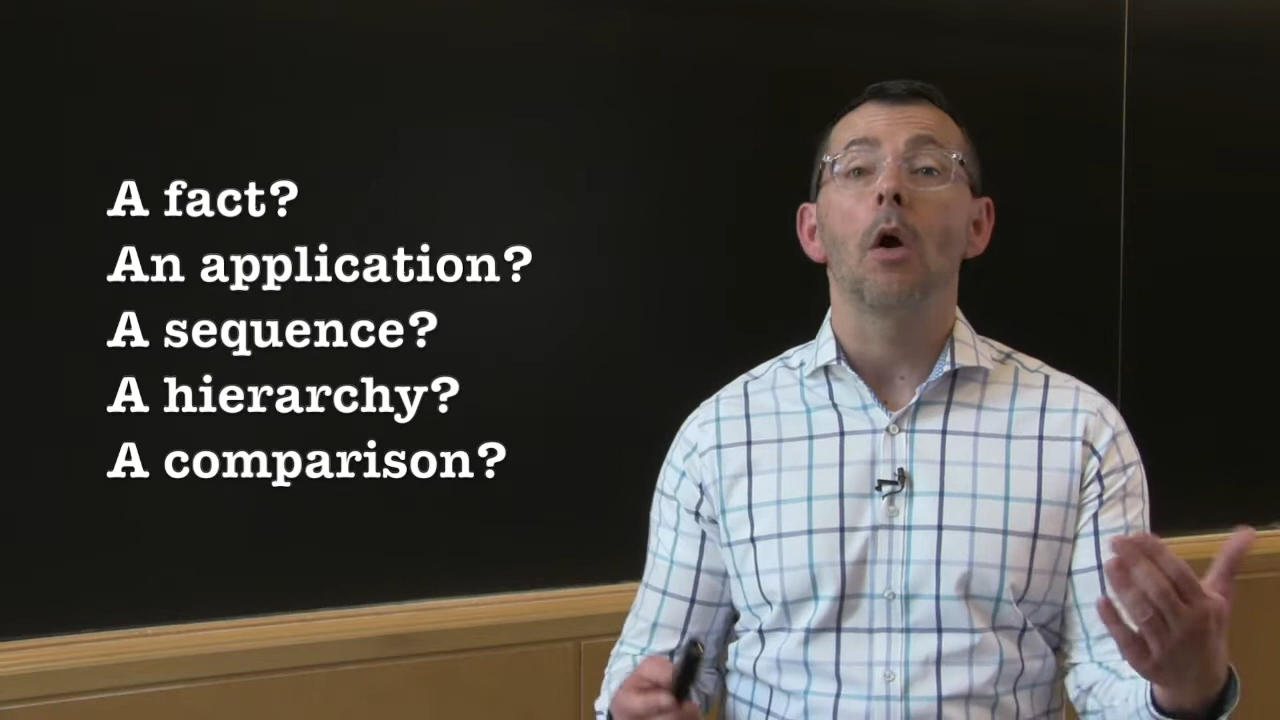 A fact?
An application?
A sequence?
A hierarchy?
A comparison?